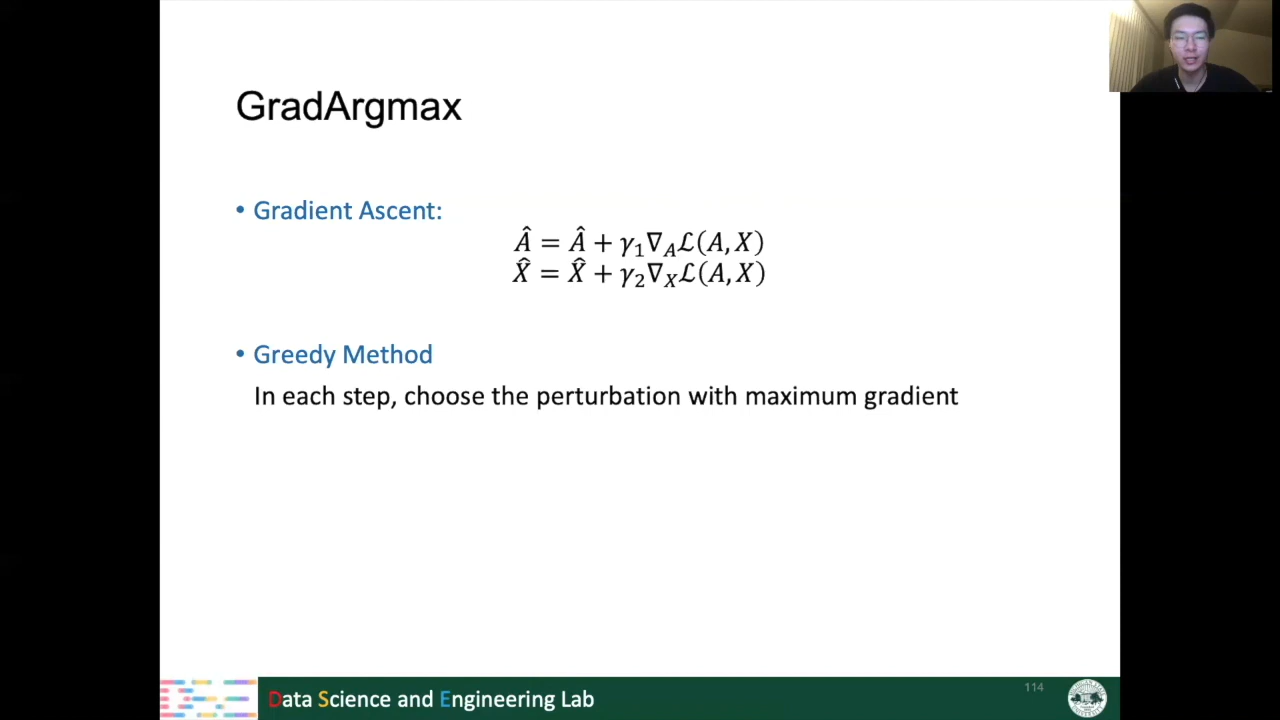 GradArgmax
• Gradient Ascent:
Â = Â + γ₁∇_A ℒ(A, X)
X̂ = X̂ + γ₂∇_X ℒ(A, X)
• Greedy Method
In each step, choose the perturbation with maximum gradient
Data Science and Engineering Lab
114